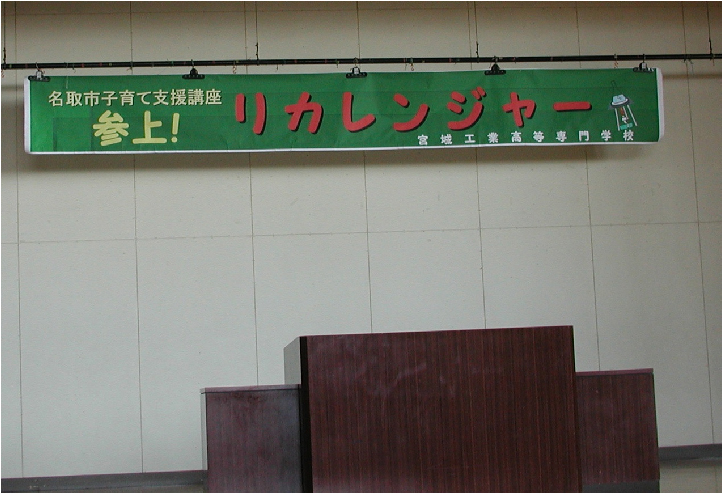 名取市子育て支援講座
参上！ リカレンジャー
宮城工業高等専門学校